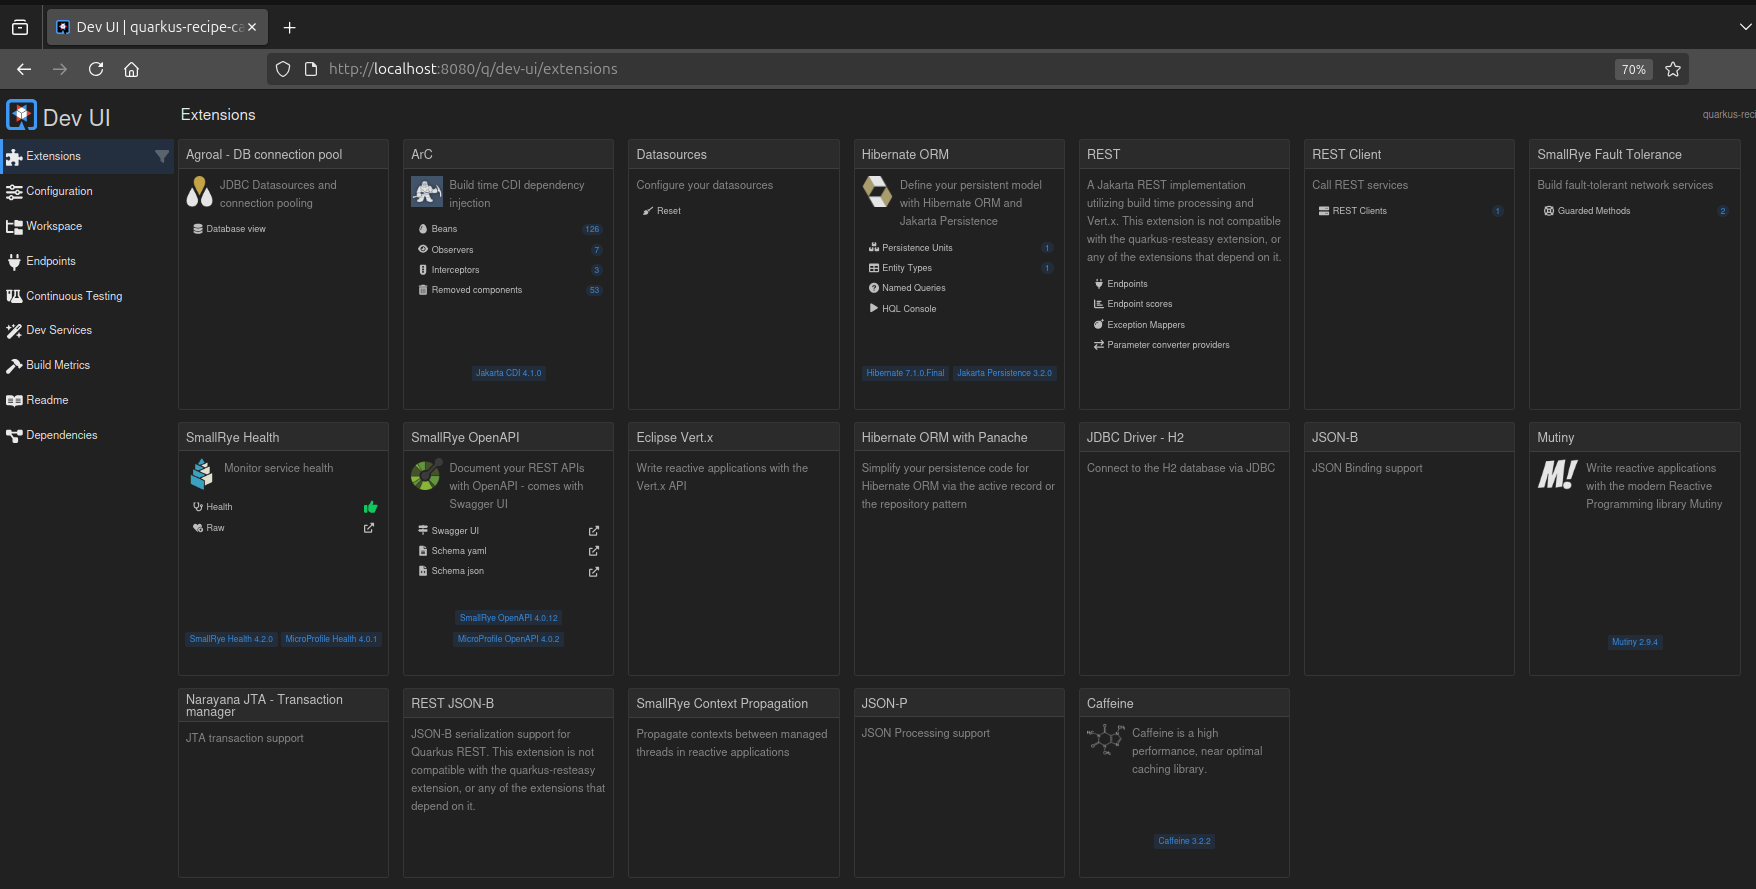 Dev UI | quarkus-recipe-ca
http://localhost:8080/q/dev-ui/extensions
70%
Dev UI
Extensions
quarkus-reci
Extensions
Configuration
Workspace
Endpoints
Continuous Testing
Dev Services
Build Metrics
Readme
Dependencies
Agroal - DB connection pool
JDBC Datasources and
connection pooling
Database view
ArC
Build time CDI dependency
injection
Beans 126
Observers 7
Interceptors 3
Removed components 53
Jakarta CDI 4.1.0
Datasources
Configure your datasources
Reset
Hibernate ORM
Define your persistent model
with Hibernate ORM and
Jakarta Persistence
Persistence Units 1
Entity Types 1
Named Queries
HQL Console
Hibernate 7.1.0.Final Jakarta Persistence 3.2.0
REST
A Jakarta REST implementation
utilizing build time processing and
Vert.x. This extension is not compatible
with the quarkus-resteasy extension, or
any of the extensions that depend on it.
Endpoints
Endpoint scores
Exception Mappers
Parameter converter providers
REST Client
Call REST services
REST Clients 1
SmallRye Fault Tolerance
Build fault-tolerant network services
Guarded Methods 2
SmallRye Health
Monitor service health
Health
Raw
SmallRye Health 4.2.0 MicroProfile Health 4.0.1
SmallRye OpenAPI
Document your REST APIs
with OpenAPI - comes with
Swagger UI
Swagger UI
Schema yaml
Schema json
SmallRye OpenAPI 4.0.12
MicroProfile OpenAPI 4.0.2
Eclipse Vert.x
Write reactive applications with the
Vert.x API
Hibernate ORM with Panache
Simplify your persistence code for
Hibernate ORM via the active record or
the repository pattern
JDBC Driver - H2
Connect to the H2 database via JDBC
JSON-B
JSON Binding support
Mutiny
M!
Write reactive applications
with the modern Reactive
Programming library Mutiny
Mutiny 2.9.4
Narayana JTA - Transaction
manager
JTA transaction support
REST JSON-B
JSON-B serialization support for
Quarkus REST. This extension is not
compatible with the quarkus-resteasy
extension, or any of the extensions that
depend on it.
SmallRye Context Propagation
Propagate contexts between managed
threads in reactive applications
JSON-P
JSON Processing support
Caffeine
Caffeine is a high
performance, near optimal
caching library.
Caffeine 3.2.2